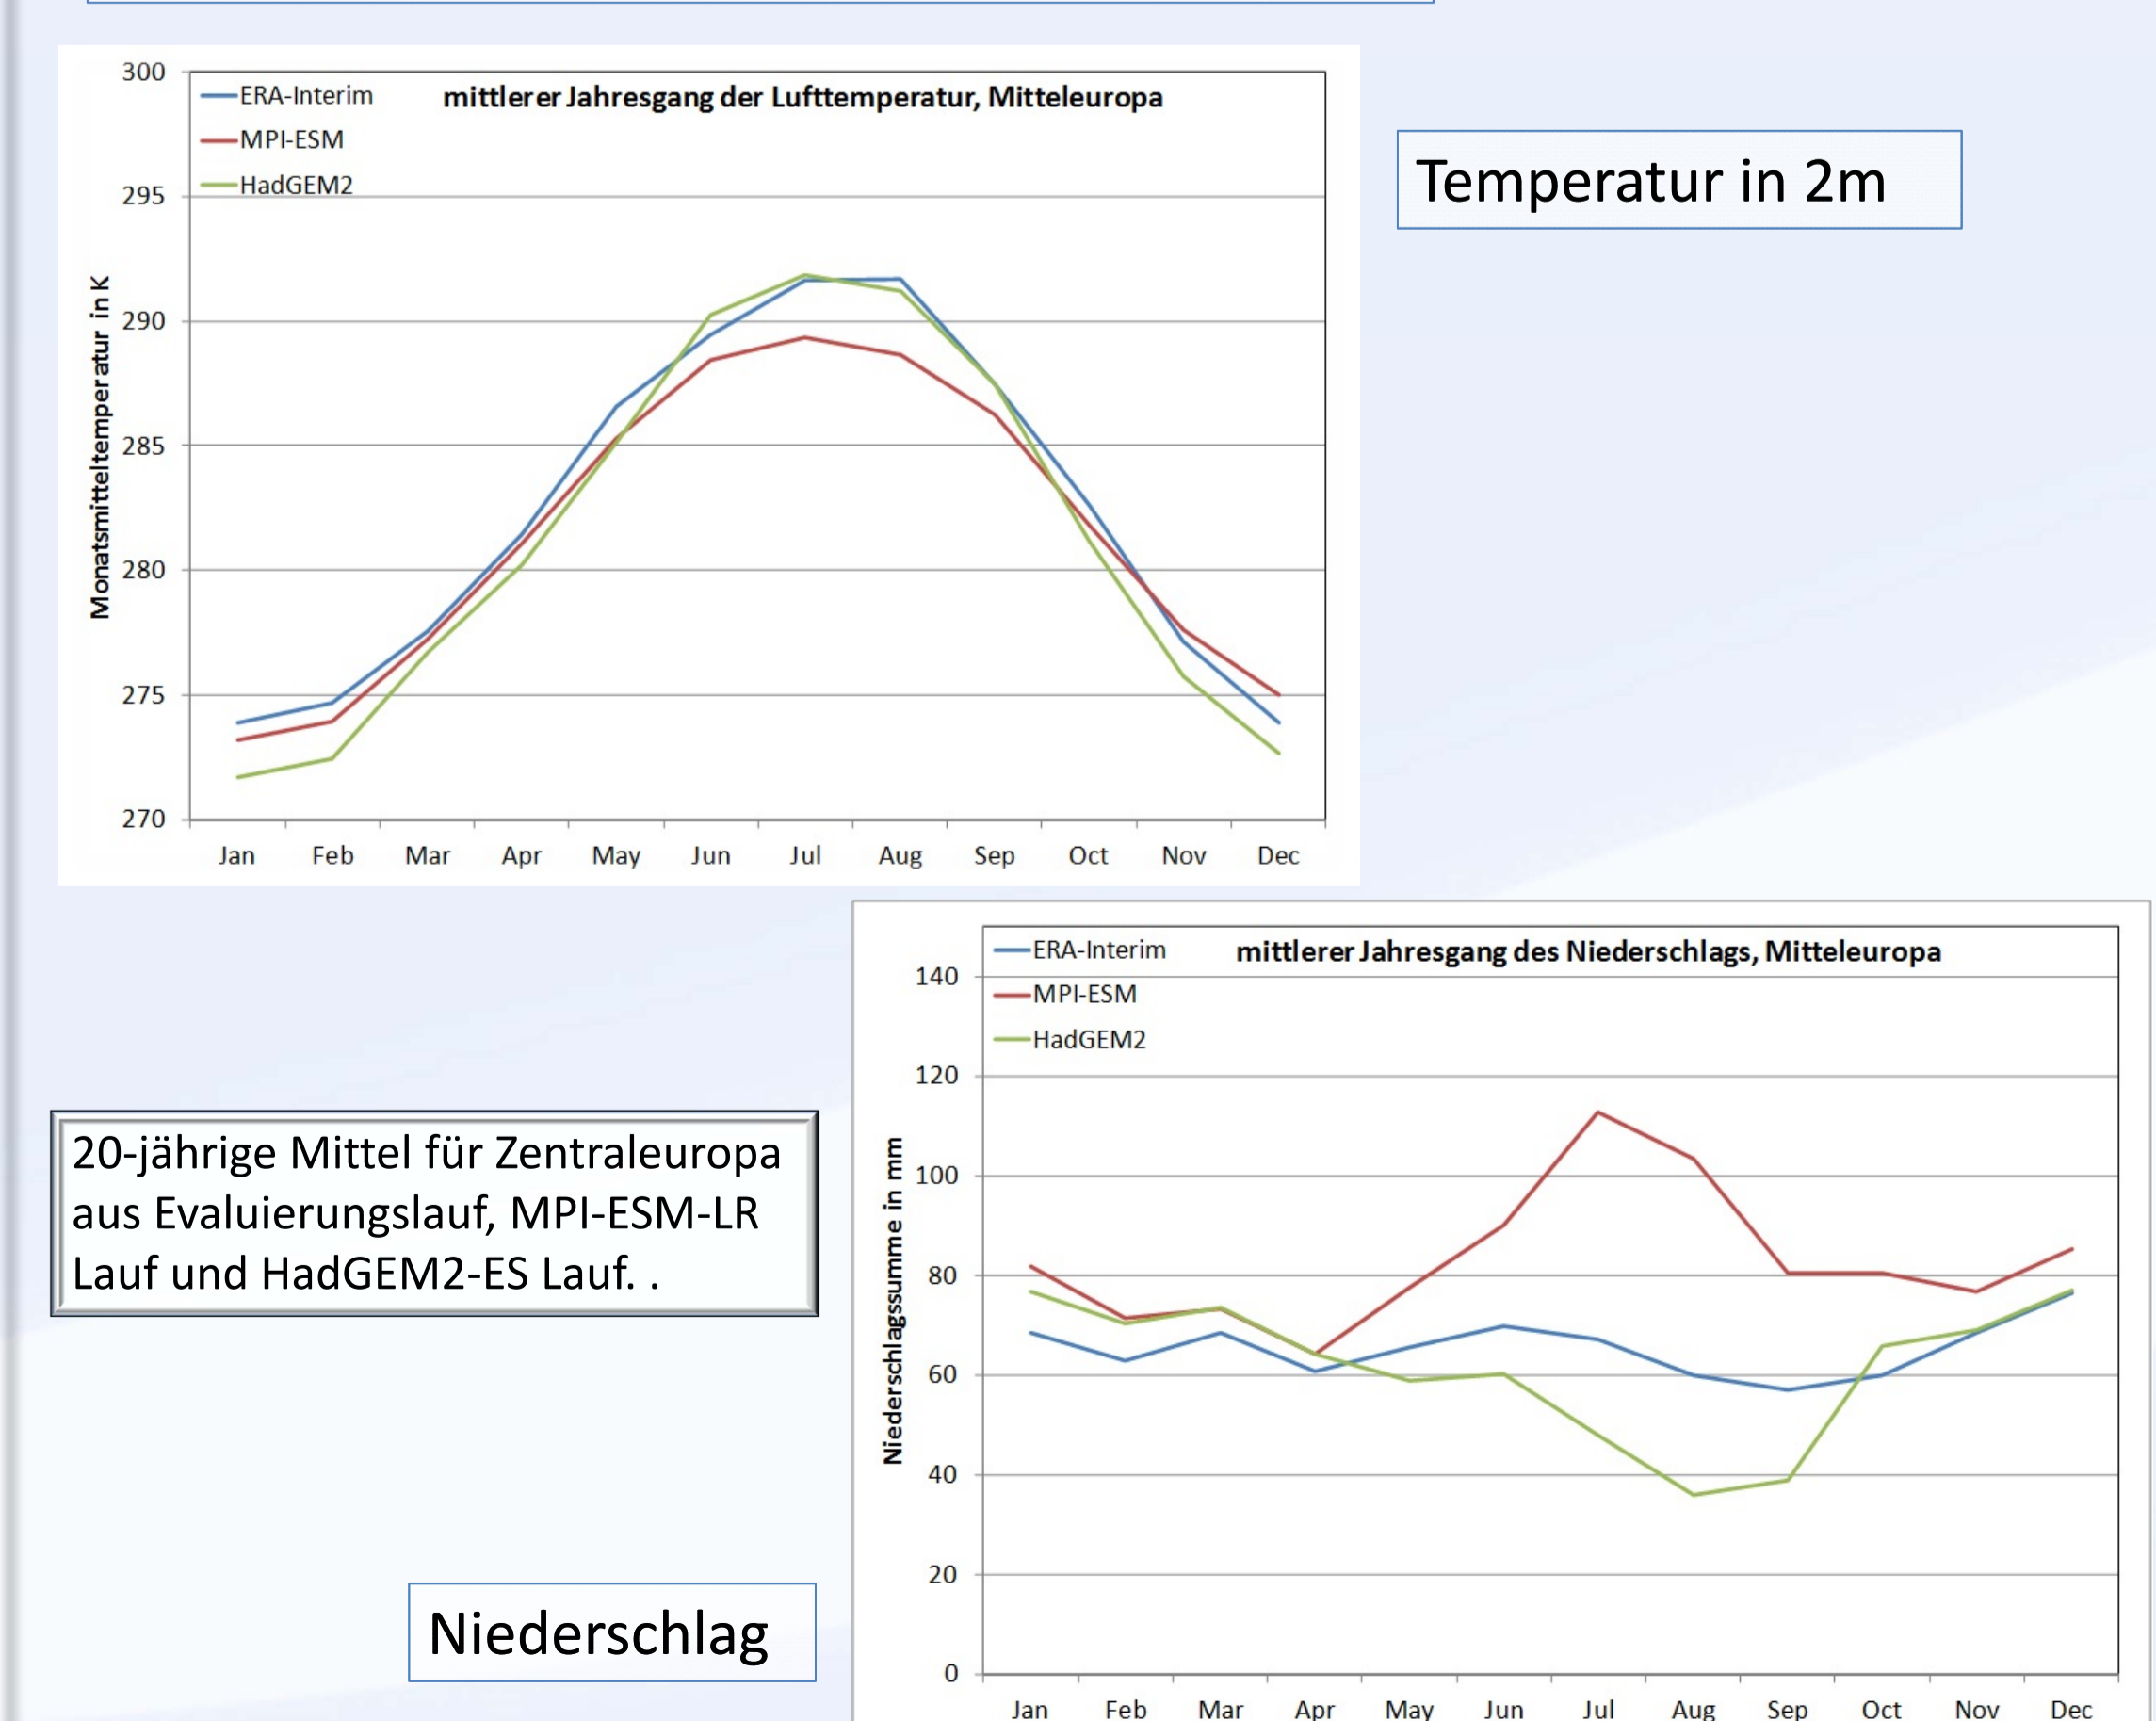 300
295
290
285
280
275
270
Monatsmitteltemperatur in K
ERA-Interim
MPI-ESM
HadGEM2
mittlerer Jahresgang der Lufttemperatur, Mitteleuropa
Jan Feb Mar Apr May Jun Jul Aug Sep Oct Nov Dec
Temperatur in 2m
20-jährige Mittel für Zentraleuropa
aus Evaluierungslauf, MPI-ESM-LR
Lauf und HadGEM2-ES Lauf. .
Niederschlag
140
120
100
80
60
40
20
0
Niederschlagssumme in mm
ERA-Interim
MPI-ESM
HadGEM2
mittlerer Jahresgang des Niederschlags, Mitteleuropa
Jan Feb Mar Apr May Jun Jul Aug Sep Oct Nov Dec